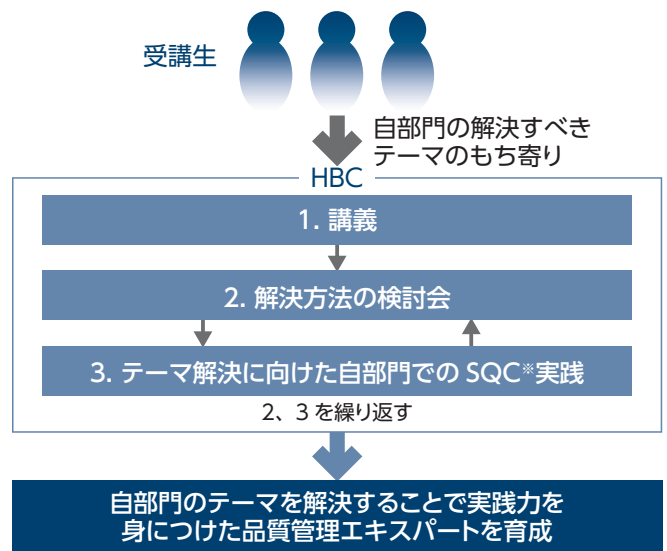 受講生
自部門の解決すべき
テーマのもち寄り
HBC
1. 講義
2. 解決方法の検討会
3. テーマ解決に向けた自部門での SQC※実践
2、3 を繰り返す
自部門のテーマを解決することで実践力を
身につけた品質管理エキスパートを育成